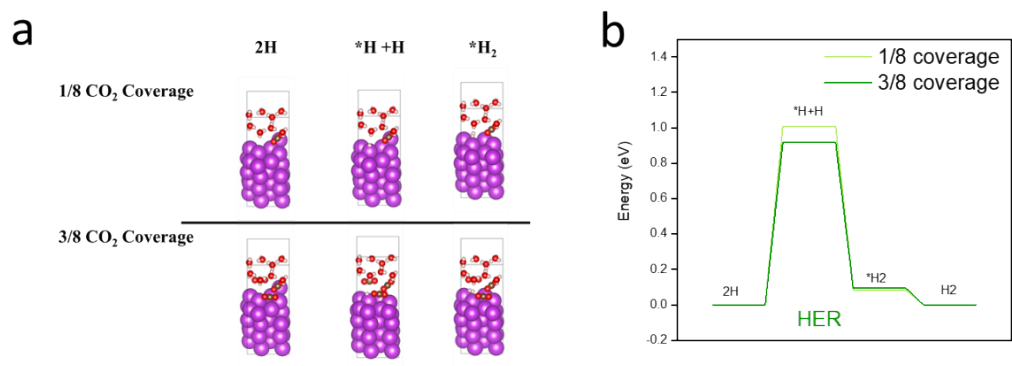 a
2H
*H +H
*H₂
1/8 CO₂ Coverage
3/8 CO₂ Coverage
b
1.4
1.2
1.0
0.8
0.6
0.4
0.2
0.0
-0.2
Energy (eV)
1/8 coverage
3/8 coverage
*H+H
2H
*H2
H2
HER